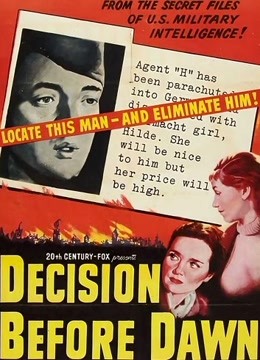 FROM THE SECRET FILES
OF U.S. MILITARY
INTELLIGENCE!
Agent "H" has
been parachuted
into
with
macht girl,
Hilde. She
will be nice
to him but
her price will
be high.
LOCATE THIS MAN—AND ELIMINATE HIM!
20th CENTURY-FOX presents
DECISION
BEFORE DAWN